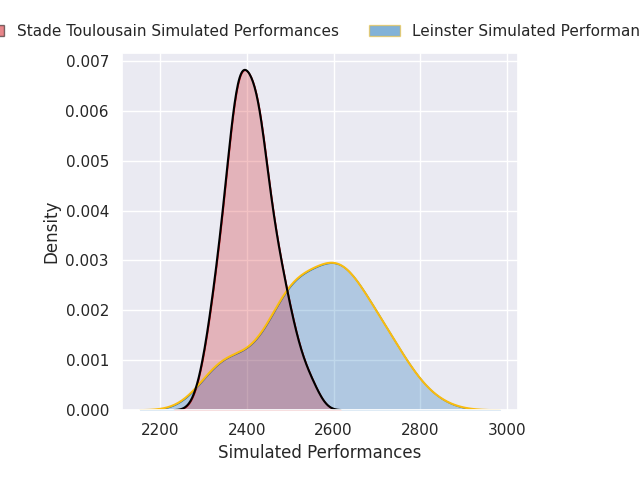 Stade Toulousain Simulated Performances Leinster Simulated
0.007
0.006
0.005
0.004
0.003
0.002
0.001
0.000
Density
2200 2400 2600 2800 3000
Simulated Performances